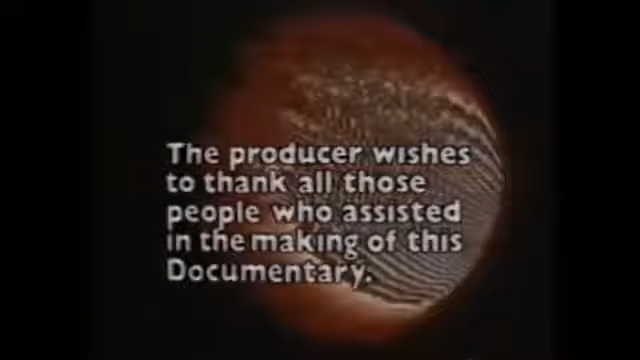 The producer wishes
to thank all those
people who assisted
in the making of this
Documentary.